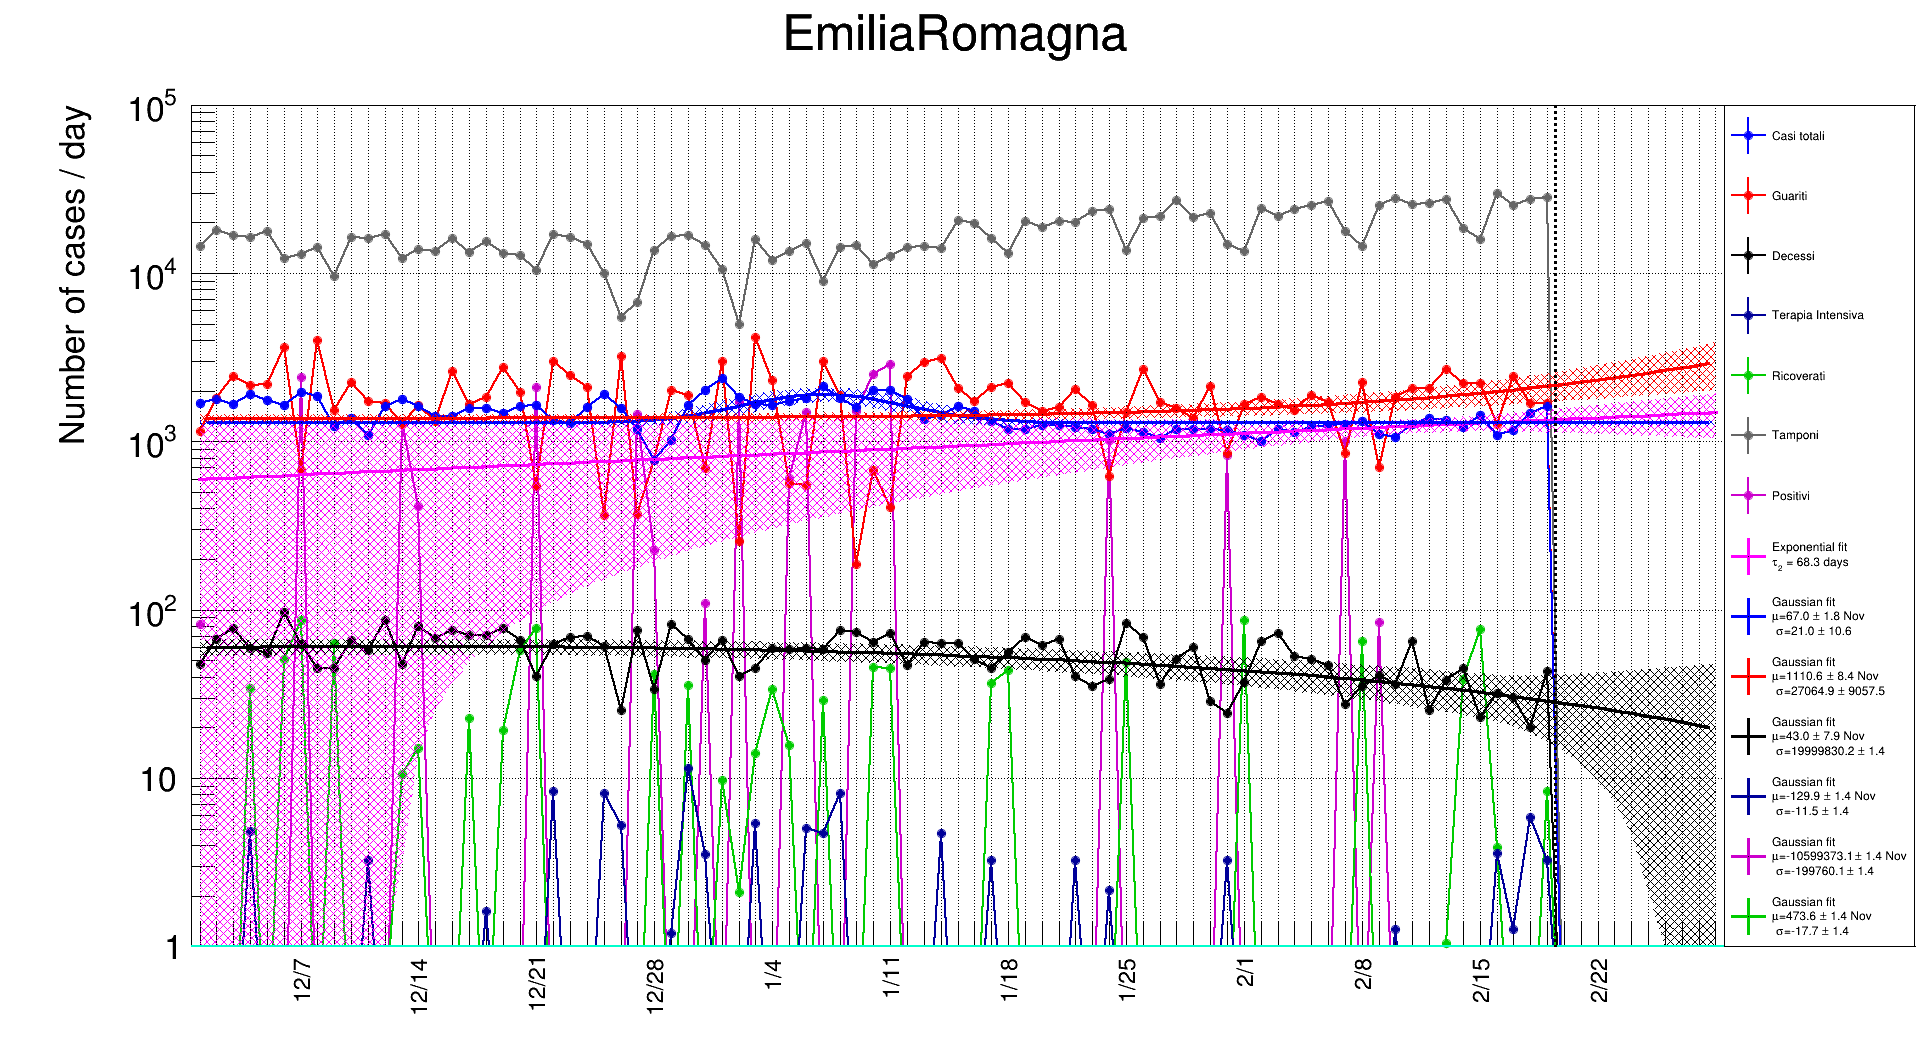 EmiliaRomagna
Number of cases / day
10^5
10^4
10^3
10^2
10
1
12/7
12/14
12/21
12/28
1/4
1/11
1/18
1/25
2/1
2/8
2/15
2/22
Casi totali
Guariti
Decessi
Terapia Intensiva
Ricoverati
Tamponi
Positivi
Exponential fit
τ_2 = 68.3 days
Gaussian fit
μ=67.0 ± 1.8 Nov
σ=21.0 ± 10.6
Gaussian fit
μ=1110.6 ± 8.4 Nov
σ=27064.9 ± 9057.5
Gaussian fit
μ=43.0 ± 7.9 Nov
σ=19999830.2 ± 1.4
Gaussian fit
μ=-129.9 ± 1.4 Nov
σ=-11.5 ± 1.4
Gaussian fit
μ=-10599373.1 ± 1.4 Nov
σ=-199760.1 ± 1.4
Gaussian fit
μ=473.6 ± 1.4 Nov
σ=-17.7 ± 1.4